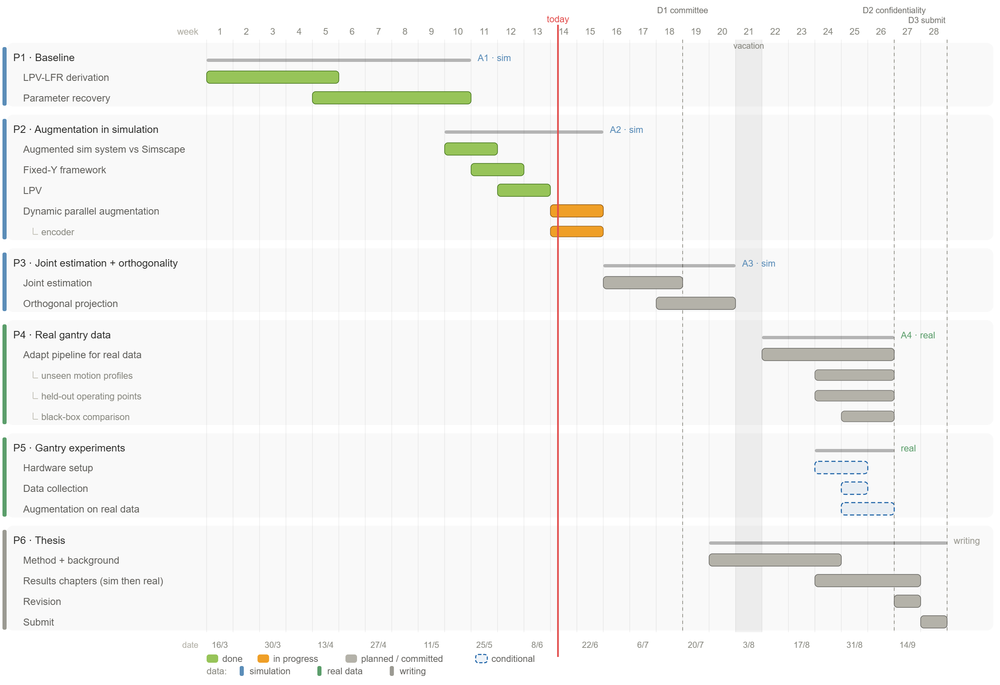 D1 committee D2 confidentiality
today D3 submit
week 1 2 3 4 5 6 7 8 9 10 11 12 13 14 15 16 17 18 19 20 21 22 23 24 25 26 27 28
vacation
P1 · Baseline A1 · sim
LPV-LFR derivation
Parameter recovery
P2 · Augmentation in simulation A2 · sim
Augmented sim system vs Simscape
Fixed-Y framework
LPV
Dynamic parallel augmentation
encoder
P3 · Joint estimation + orthogonality A3 · sim
Joint estimation
Orthogonal projection
P4 · Real gantry data A4 · real
Adapt pipeline for real data
unseen motion profiles
held-out operating points
black-box comparison
P5 · Gantry experiments real
Hardware setup
Data collection
Augmentation on real data
P6 · Thesis writing
Method + background
Results chapters (sim then real)
Revision
Submit
date 16/3 30/3 13/4 27/4 11/5 25/5 8/6 22/6 6/7 20/7 3/8 17/8 31/8 14/9
done in progress planned / committed conditional
data: simulation real data writing